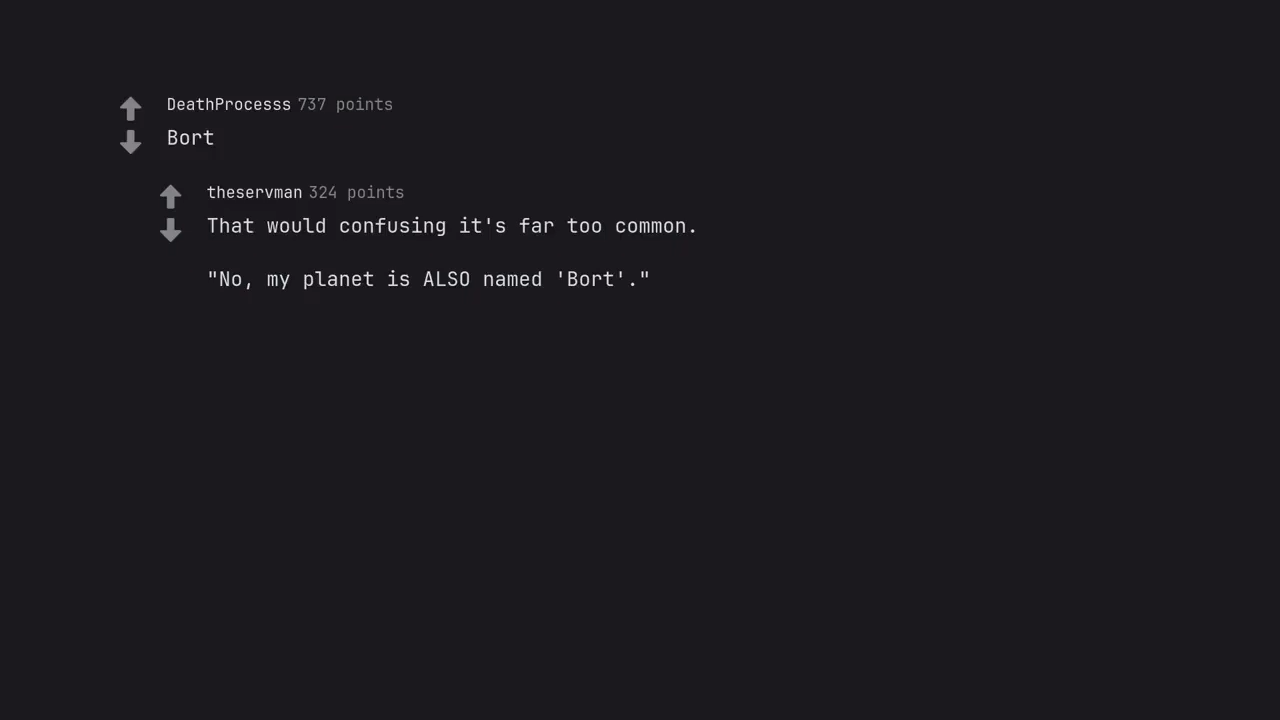 DeathProcesss 737 points
Bort
theservman 324 points
That would confusing it's far too common.
"No, my planet is ALSO named 'Bort'."